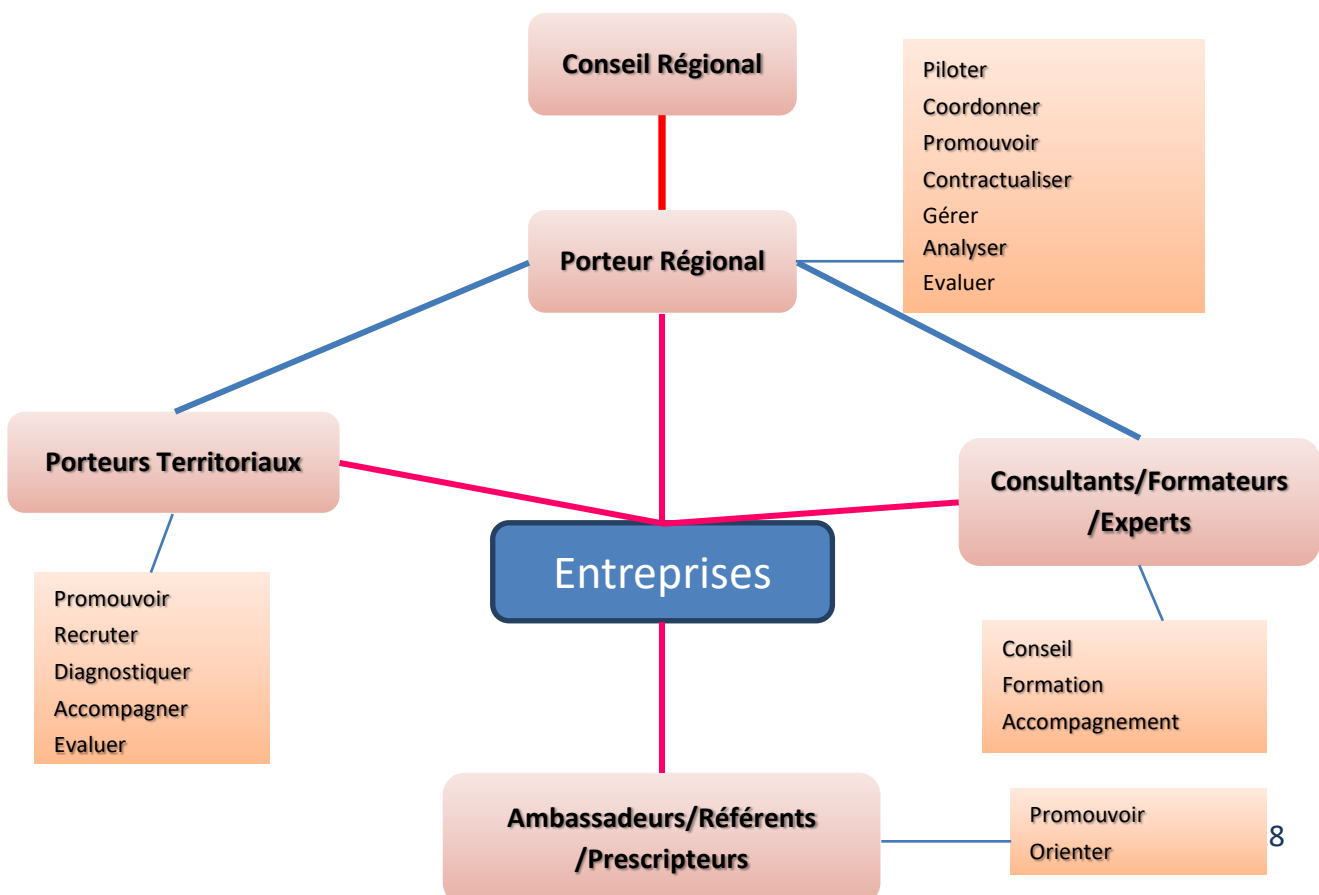 Conseil Régional
Piloter
Coordonner
Promouvoir
Contractualiser
Gérer
Analyser
Evaluer
Porteur Régional
Porteurs Territoriaux
Consultants/Formateurs
/Experts
Entreprises
Promouvoir
Recruter
Diagnostiquer
Accompagner
Evaluer
Conseil
Formation
Accompagnement
Ambassadeurs/Référents
/Prescripteurs
Promouvoir
Orienter
8